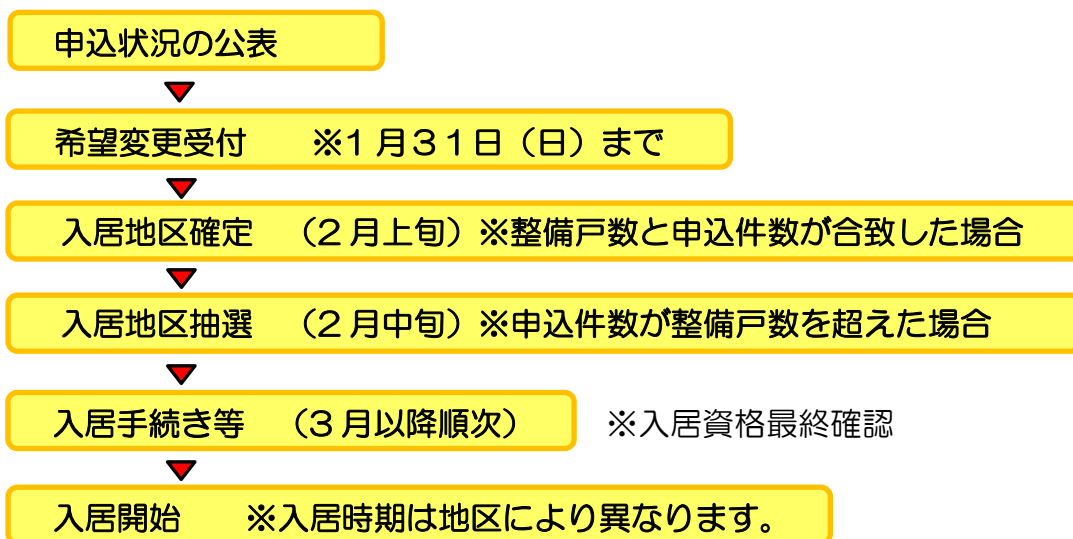 申込状況の公表
希望変更受付　　※1月３１日（日）まで
入居地区確定　（２月上旬）※整備戸数と申込件数が合致した場合
入居地区抽選　（２月中旬）※申込件数が整備戸数を超えた場合
入居手続き等　（３月以降順次）　　※入居資格最終確認
入居開始　　※入居時期は地区により異なります。